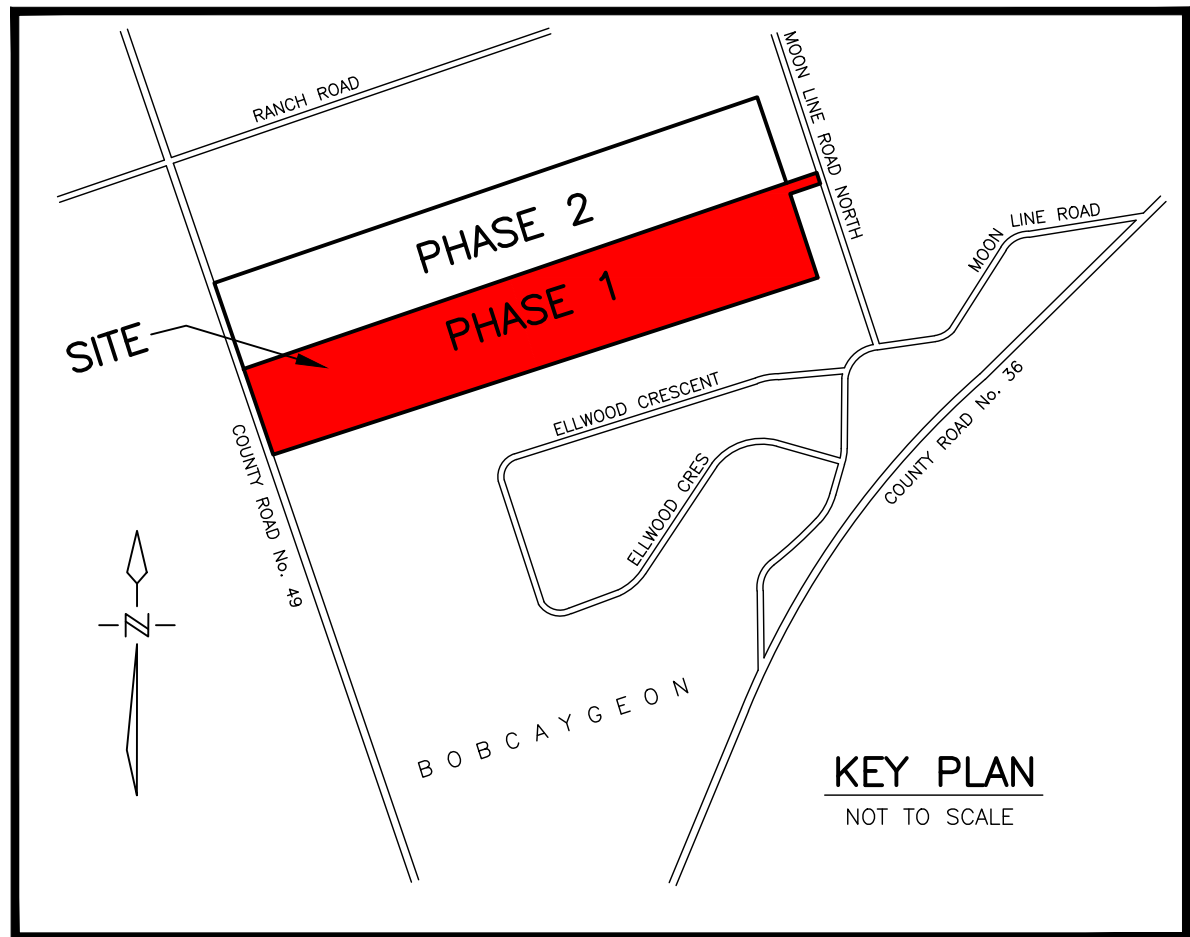 RANCH ROAD
MOON LINE ROAD NORTH
MOON LINE ROAD
PHASE 2
PHASE 1
SITE
ELLWOOD CRESCENT
COUNTY ROAD No. 36
COUNTY ROAD No. 49
ELLWOOD CRES
N
BOBCAYGEON
KEY PLAN
NOT TO SCALE